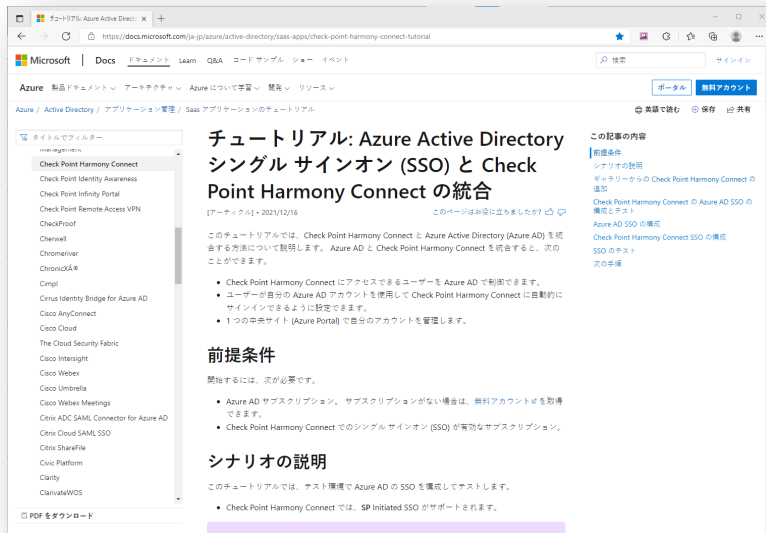 チュートリアル: Azure Active Directo
https://docs.microsoft.com/ja-jp/azure/active-directory/saas-apps/check-point-harmony-connect-tutorial
Microsoft Docs ドキュメント Learn Q&A コード サンプル ショー イベント 検索 サインイン
Azure 製品ドキュメント アーキテクチャ Azure について学習 開発 リソース ポータル 無料アカウント
Azure / Active Directory / アプリケーション管理 / Saas アプリケーションのチュートリアル 英語で読む 保存 共有
タイトルでフィルター
Management
Check Point Harmony Connect
Check Point Identity Awareness
Check Point Infinity Portal
Check Point Remote Access VPN
CheckProof
Cherwell
Chromeriver
ChronicXÂ®
Cimpl
Cirrus Identity Bridge for Azure AD
Cisco AnyConnect
Cisco Cloud
The Cloud Security Fabric
Cisco Intersight
Cisco Webex
Cisco Umbrella
Cisco Webex Meetings
Citrix ADC SAML Connector for Azure AD
Citrix Cloud SAML SSO
Citrix ShareFile
Civic Platform
Clarity
ClarivateWOS
PDF をダウンロード
チュートリアル: Azure Active Directory
シングル サインオン (SSO) と Check
Point Harmony Connect の統合
[アーティクル] • 2021/12/16 このページはお役に立ちましたか?
このチュートリアルでは、Check Point Harmony Connect と Azure Active Directory (Azure AD) を統
合する方法について説明します。 Azure AD と Check Point Harmony Connect を統合すると、次の
ことができます。
• Check Point Harmony Connect にアクセスできるユーザーを Azure AD で制御できます。
• ユーザーが自分の Azure AD アカウントを使用して Check Point Harmony Connect に自動的に
サインインできるように設定できます。
• 1 つの中央サイト (Azure Portal) で自分のアカウントを管理します。
前提条件
開始するには、次が必要です。
• Azure AD サブスクリプション。 サブスクリプションがない場合は、無料アカウントを取得
できます。
• Check Point Harmony Connect でのシングル サインオン (SSO) が有効なサブスクリプション。
シナリオの説明
このチュートリアルでは、テスト環境で Azure AD の SSO を構成してテストします。
• Check Point Harmony Connect では、SP Initiated SSO がサポートされます。
この記事の内容
前提条件
シナリオの説明
ギャラリーからの Check Point Harmony Connect の
追加
Check Point Harmony Connect の Azure AD SSO の
構成とテスト
Azure AD SSO の構成
Check Point Harmony Connect SSO の構成
SSO のテスト
次の手順